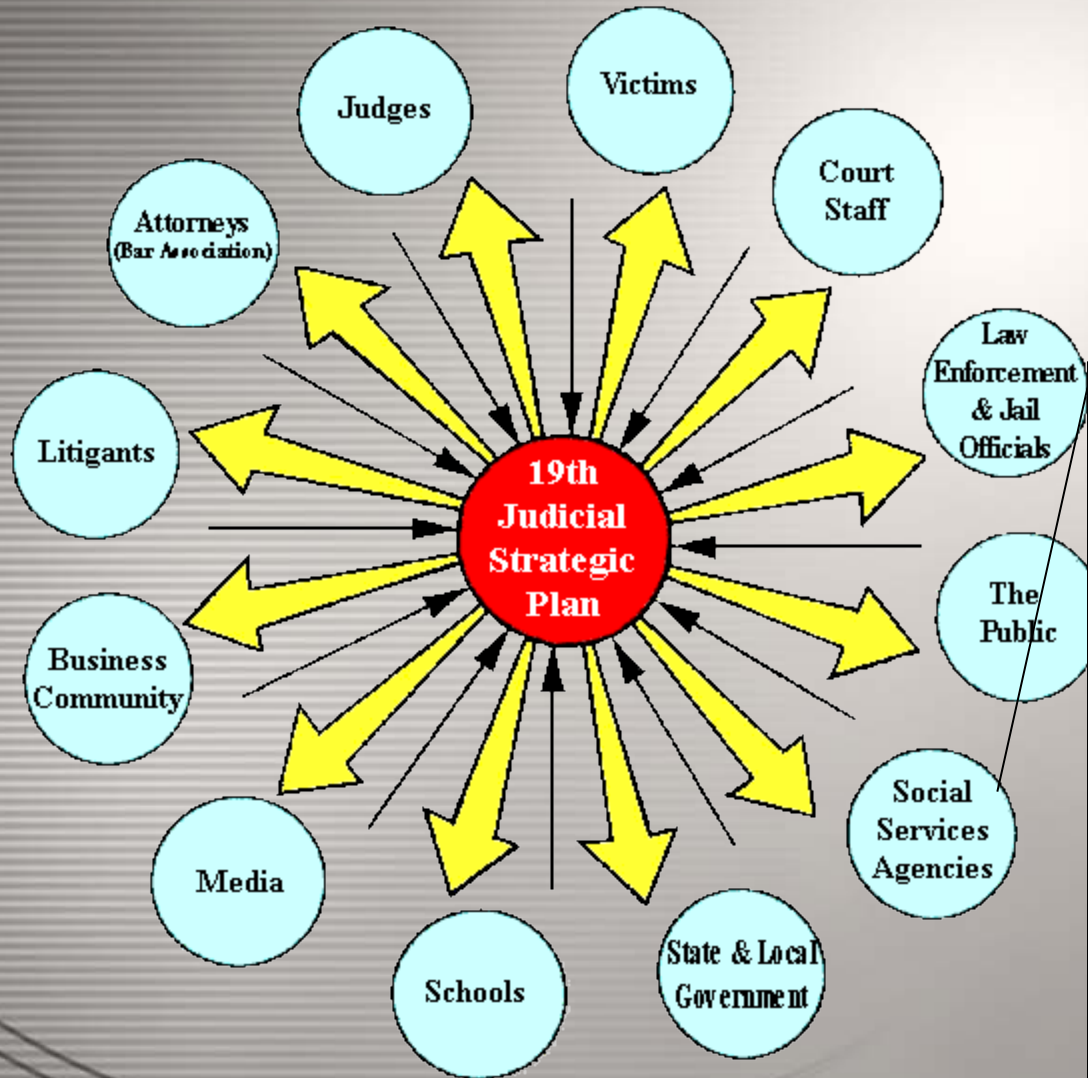 Judges
Victims
Court
Staff
Attorneys
(Bar Association)
Law
Enforcement
& Jail
Officials
Litigants
19th
Judicial
Strategic
Plan
The
Public
Business
Community
Social
Services
Agencies
Media
Schools
State & Local
Government